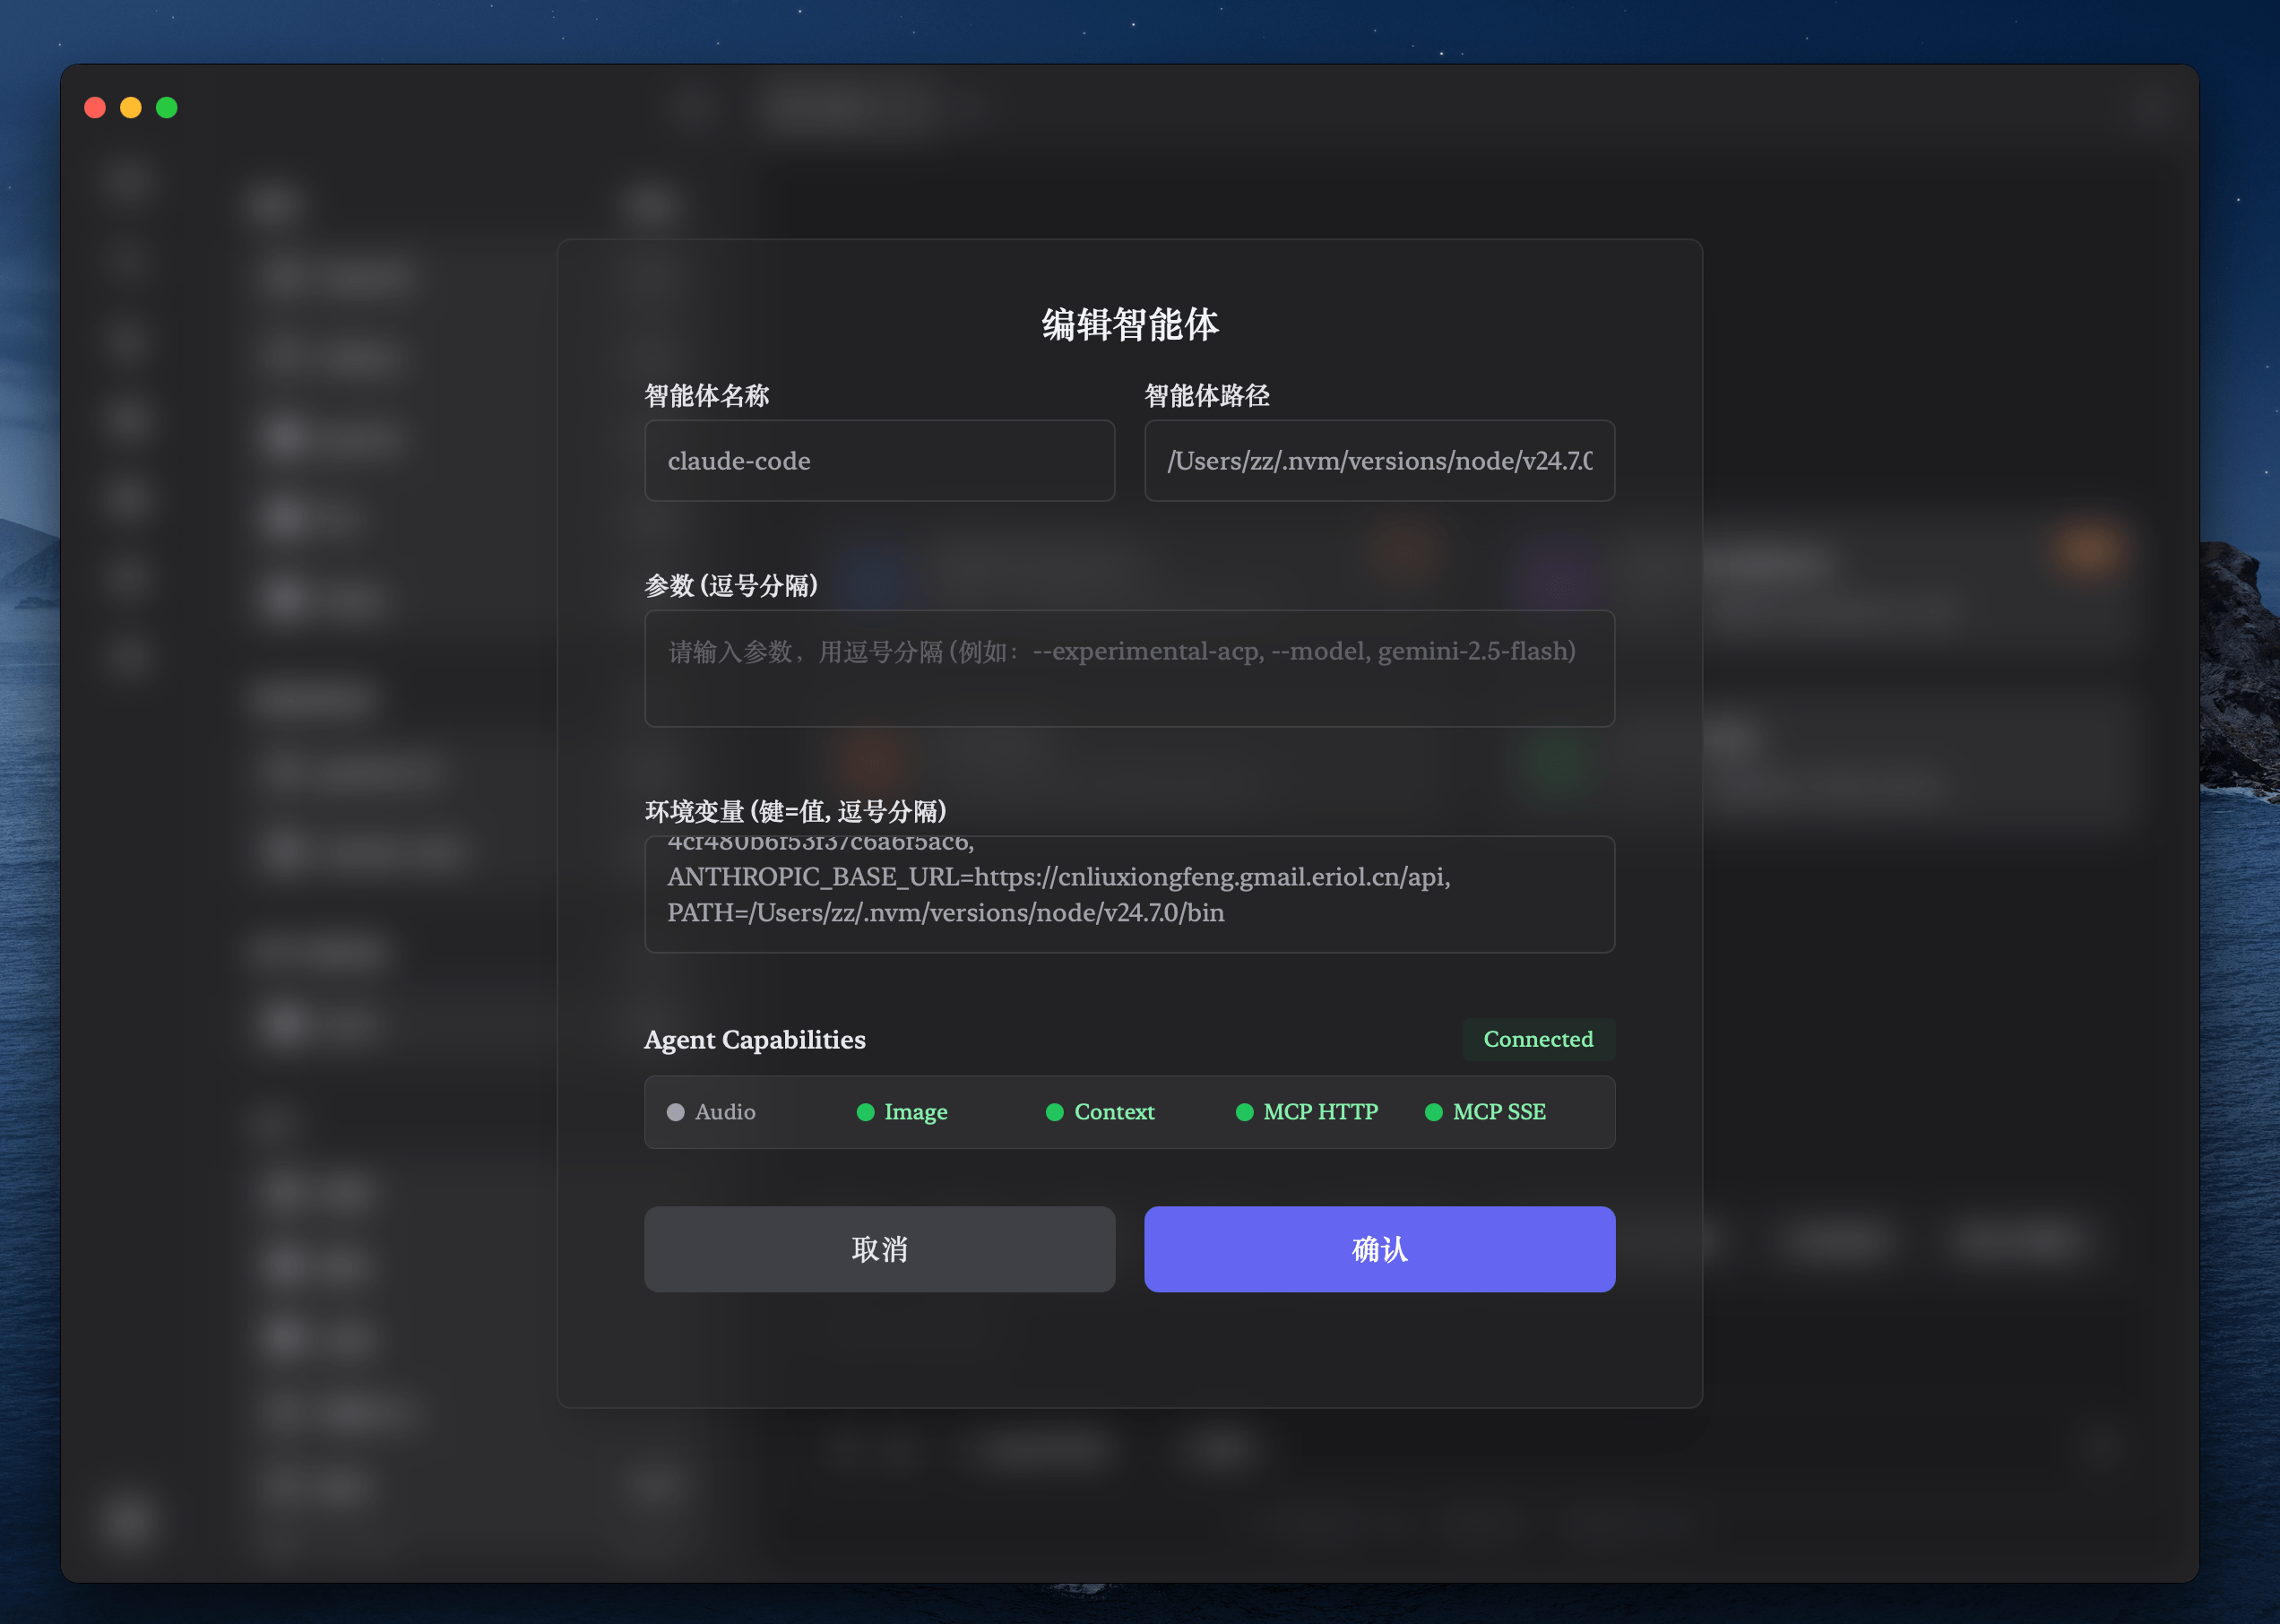 编辑智能体
智能体名称
智能体路径
claude-code
/Users/zz/.nvm/versions/node/v24.7.0
参数 (逗号分隔)
请输入参数，用逗号分隔 (例如：--experimental-acp, --model, gemini-2.5-flash)
环境变量 (键=值, 逗号分隔)
4cf480b6f53f37c6a6f5ac6,
ANTHROPIC_BASE_URL=https://cnliuxiongfeng.gmail.eriol.cn/api,
PATH=/Users/zz/.nvm/versions/node/v24.7.0/bin
Agent Capabilities
Connected
Audio
Image
Context
MCP HTTP
MCP SSE
取消
确认